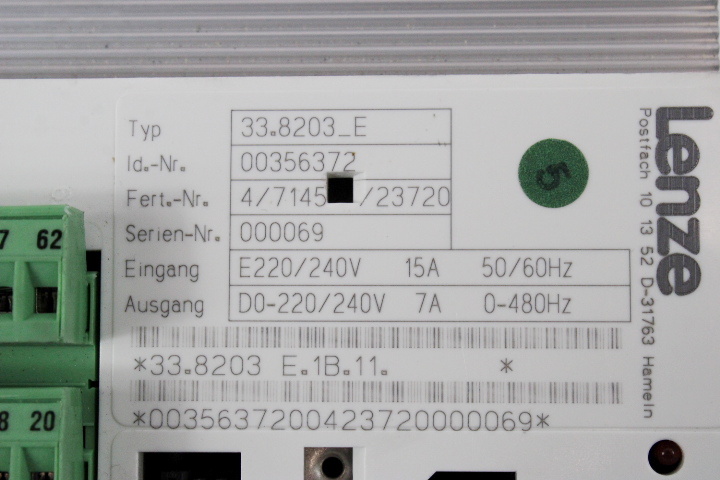 Typ 33.8203_E
Id.-Nr. 00356372
Fert.-Nr. 4/7145 /23720
Serien-Nr. 000069
Eingang E220/240V 15A 50/60Hz
Ausgang D0-220/240V 7A 0-480Hz
*33.8203 E.1B.11. *
*0035637200423720000069*
5
Lenze
Postfach 10 13 52 D-31763 Hameln
7 62
8 20